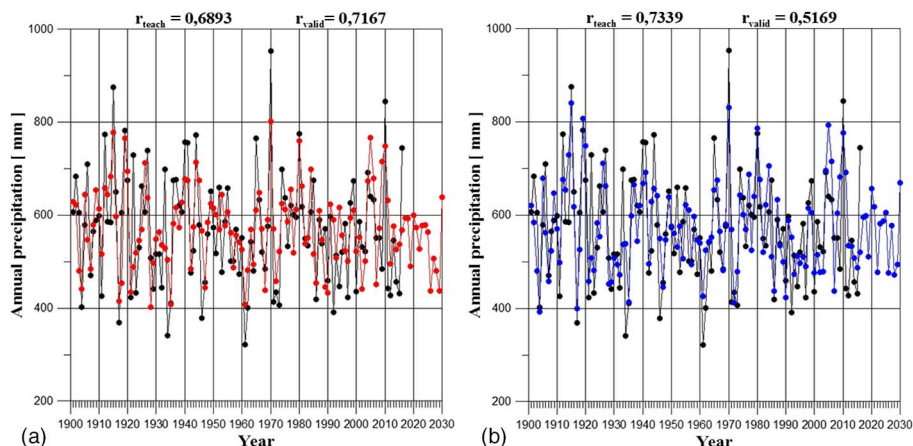 r_teach = 0,6893 r_valid = 0,7167
1000
800
600
400
200
Annual precipitation [ mm ]
1900 1910 1920 1930 1940 1950 1960 1970 1980 1990 2000 2010 2020 2030
Year
(a)
r_teach = 0,7339 r_valid = 0,5169
1000
800
600
400
200
Annual precipitation [ mm ]
1900 1910 1920 1930 1940 1950 1960 1970 1980 1990 2000 2010 2020 2030
Year
(b)